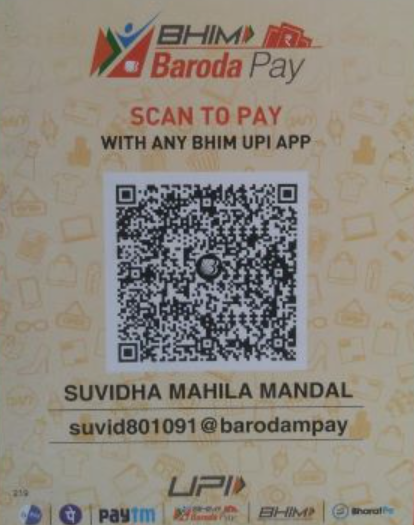 BHIM
Baroda Pay
SCAN TO PAY
WITH ANY BHIM UPI APP
SUVIDHA MAHILA MANDAL
suvid801091@barodampay
UPI
219
paytm
Baroda Pay
BHIM
BharatPe